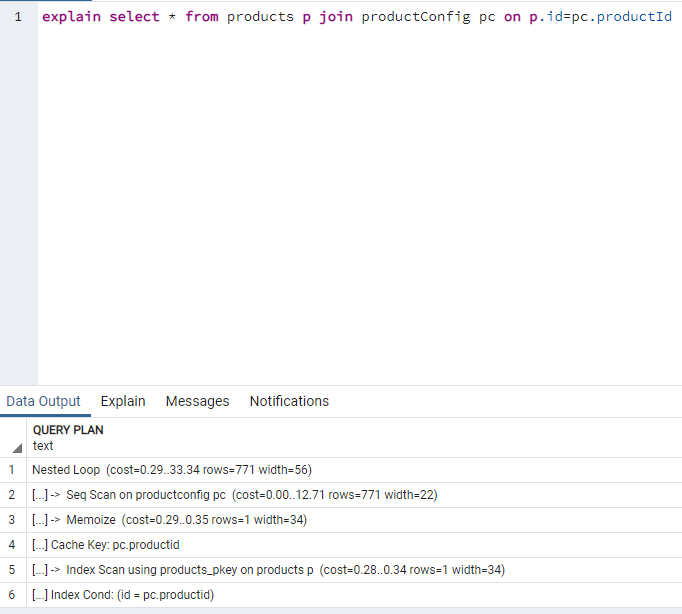 1 explain select * from products p join productConfig pc on p.id=pc.productId
Data Output Explain Messages Notifications
QUERY PLAN
text
1 Nested Loop (cost=0.29..33.34 rows=771 width=56)
2 [...] -> Seq Scan on productconfig pc (cost=0.00..12.71 rows=771 width=22)
3 [...] -> Memoize (cost=0.29..0.35 rows=1 width=34)
4 [...] Cache Key: pc.productid
5 [...] -> Index Scan using products_pkey on products p (cost=0.28..0.34 rows=1 width=34)
6 [...] Index Cond: (id = pc.productid)